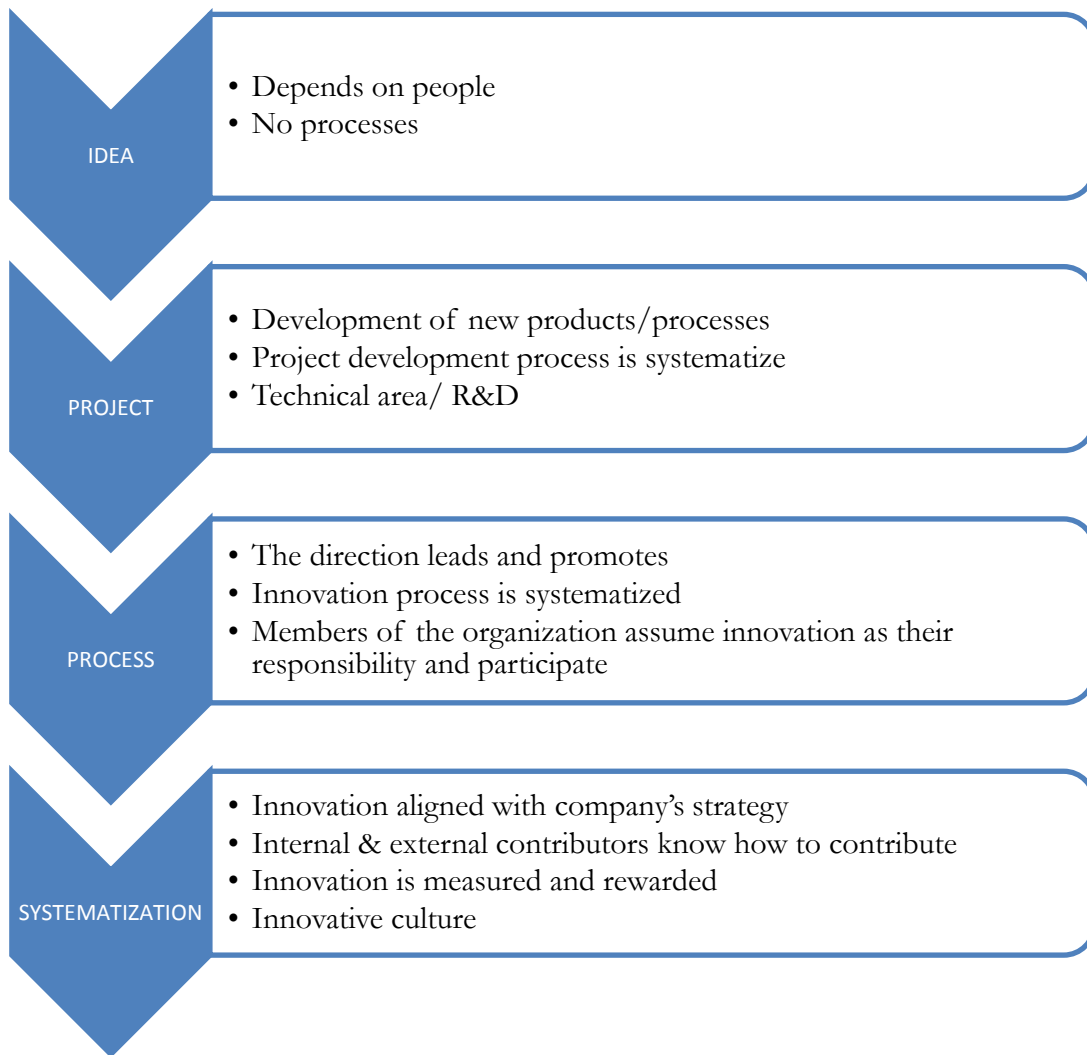 IDEA
• Depends on people
• No processes
PROJECT
• Development of new products/processes
• Project development process is systematize
• Technical area/ R&D
PROCESS
• The direction leads and promotes
• Innovation process is systematized
• Members of the organization assume innovation as their
responsibility and participate
SYSTEMATIZATION
• Innovation aligned with company’s strategy
• Internal & external contributors know how to contribute
• Innovation is measured and rewarded
• Innovative culture